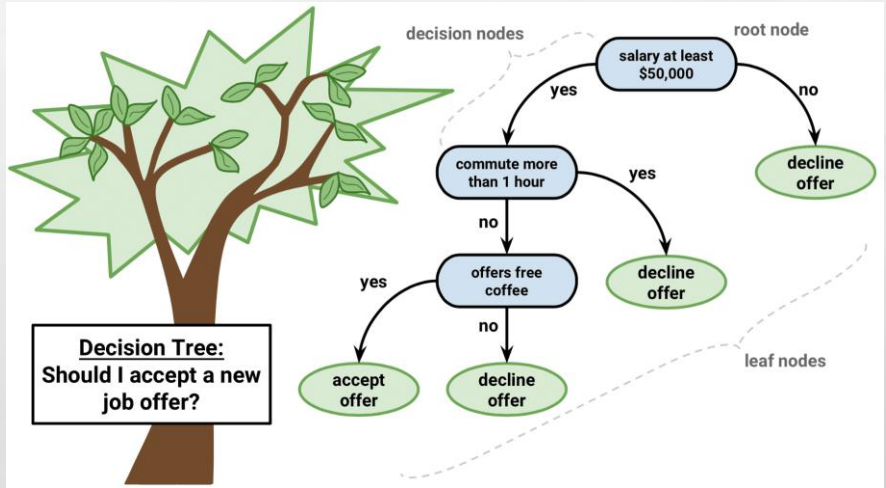 decision nodes
root node
salary at least
$50,000
yes
no
commute more
than 1 hour
yes
decline
offer
no
offers free
coffee
decline
offer
yes
no
Decision Tree:
Should I accept a new
job offer?
accept
offer
decline
offer
leaf nodes